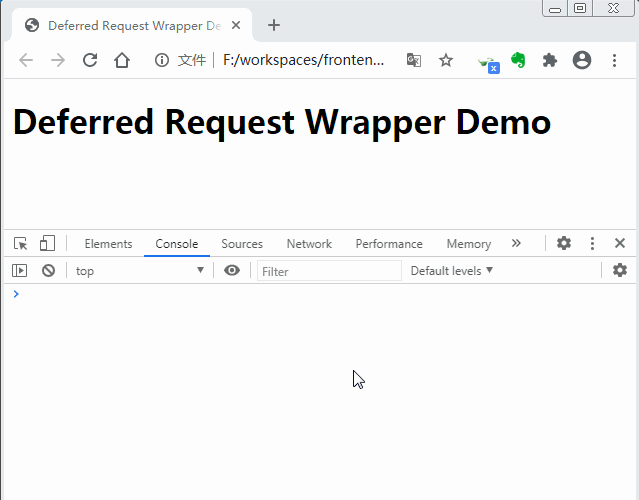 Deferred Request Wrapper De
文件 F:/workspaces/fronten...
Deferred Request Wrapper Demo
Elements Console Sources Network Performance Memory
top Filter Default levels